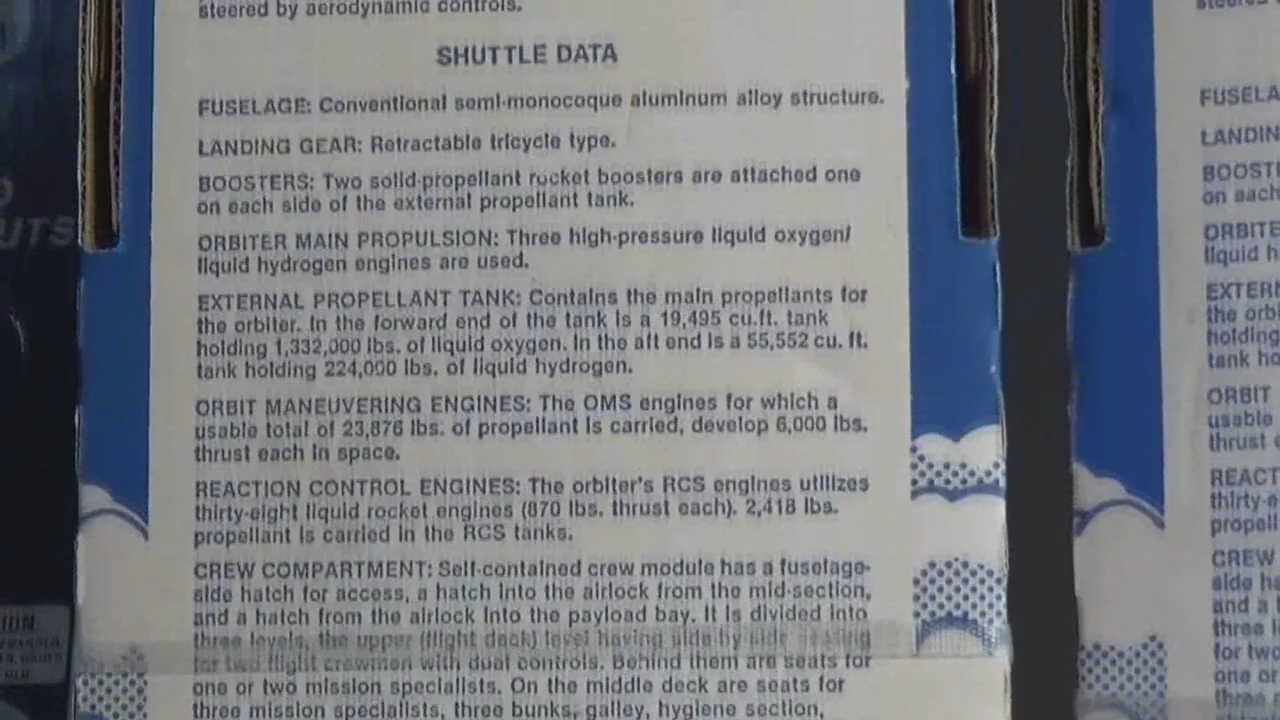 steered by aerodynamic controls.
SHUTTLE DATA
FUSELAGE: Conventional semi-monocoque aluminum alloy structure.
LANDING GEAR: Retractable tricycle type.
BOOSTERS: Two solid-propellant rocket boosters are attached one
on each side of the external propellant tank.
ORBITER MAIN PROPULSION: Three high-pressure liquid oxygen/
liquid hydrogen engines are used.
EXTERNAL PROPELLANT TANK: Contains the main propellants for
the orbiter. In the forward end of the tank is a 19,495 cu.ft. tank
holding 1,332,000 lbs. of liquid oxygen. In the aft end is a 55,552 cu. ft.
tank holding 224,000 lbs. of liquid hydrogen.
ORBIT MANEUVERING ENGINES: The OMS engines for which a
usable total of 23,876 lbs. of propellant is carried, develop 6,000 lbs.
thrust each in space.
REACTION CONTROL ENGINES: The orbiter's RCS engines utilizes
thirty-eight liquid rocket engines (870 lbs. thrust each). 2,418 lbs.
propellant is carried in the RCS tanks.
CREW COMPARTMENT: Self-contained crew module has a fuselage-
side hatch for access, a hatch into the airlock from the mid-section,
and a hatch from the airlock into the payload bay. It is divided into
three levels, the upper (flight deck) level having side by side seating
for two flight crewmen with dual controls. Behind them are seats for
one or two mission specialists. On the middle deck are seats for
three mission specialists, three bunks, galley, hygiene section,
UTS
FUSELA
LANDIN
BOOST
on each
ORBITE
liquid h
EXTER
the orb
holding
tank ho
ORBIT
usable
thrust
REACT
thirty-e
propell
CREW
side ha
and a
three l
for two
one or
three